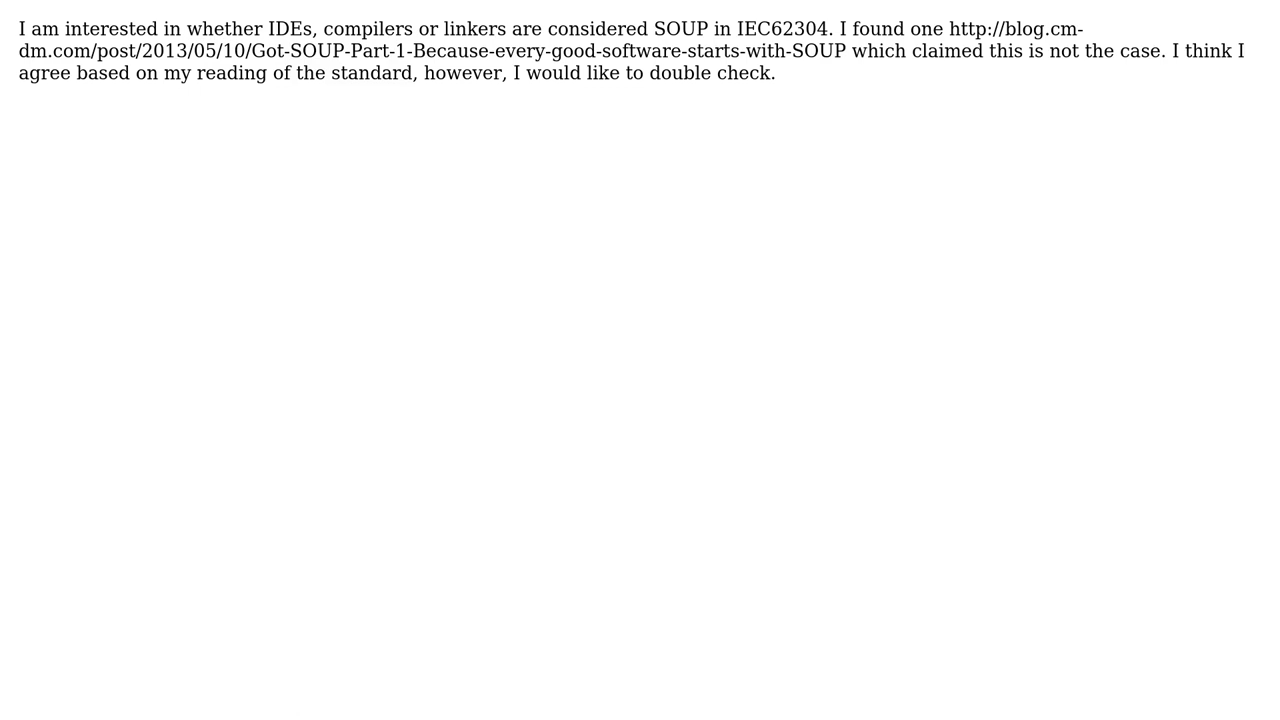 I am interested in whether IDEs, compilers or linkers are considered SOUP in IEC62304. I found one http://blog.cm-
dm.com/post/2013/05/10/Got-SOUP-Part-1-Because-every-good-software-starts-with-SOUP which claimed this is not the case. I think I
agree based on my reading of the standard, however, I would like to double check.